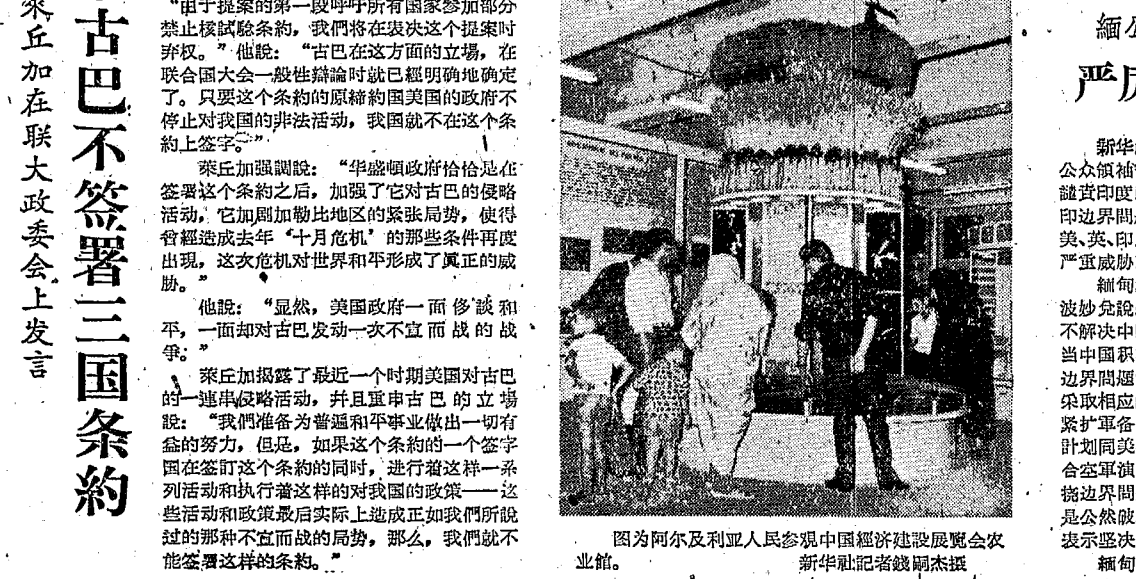 古巴不签署三国条約
萊丘加在联大政委会上发言
“由于提案的第一段呼吁所有国家参加部分
禁止核試驗条約，我們将在表决这个提案时
弃权。”他說：“古巴在这方面的立場，在
联合国大会一般性辯論时就已經明确地确定
了。只要这个条約的原締約国美国的政府不
停止对我国的非法活动，我国就不在这个条
約上签字。”
萊丘加强調說：“华盛頓政府恰恰是在
签署这个条約之后，加强了它对古巴的侵略
活动，它加剧加勒比地区的紧张局势，使得
曾經造成去年‘十月危机’的那些条件再度
出現，这次危机对世界和平形成了真正的威
胁。”
他說：“显然，美国政府一面侈談和
平，一面却对古巴发动一次不宣而战的战
爭。”
萊丘加揭露了最近一个时期美国对古巴
的一連串侵略活动，并且重申古巴的立場
說：“我們准备为普遍和平事业做出一切有
益的努力，但是，如果这个条約的一个签字
国在签訂这个条約的同时，进行着这样一系
列活动和执行着这样的对我国的政策——这
些活动和政策最后实际上造成正如我們所說
过的那种不宣而战的局势，那么，我們就不
能签署这样的条約。”
图为阿尔及利亚人民参观中国經济建設展覽会农
业館。 新华社記者錢嗣杰摄
緬公
严厉
新华
公众領袖
譴責印度
印边界問
美、英、印
严重威胁
緬甸
波妙兌說
不解决中
当中国积
边界問題
采取相应
紧扩軍备
計划同美
合空軍演
挠边界問
是公然破
表示坚决
緬甸